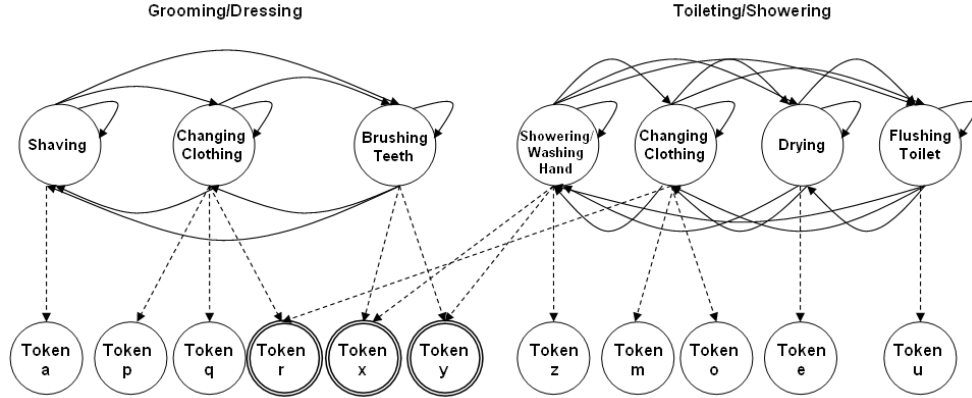 Grooming/Dressing
Toileting/Showering
Shaving
Changing
Clothing
Brushing
Teeth
Showering/
Washing
Hand
Changing
Clothing
Drying
Flushing
Toilet
Token
a
Token
p
Token
q
Token
r
Token
x
Token
y
Token
z
Token
m
Token
o
Token
e
Token
u